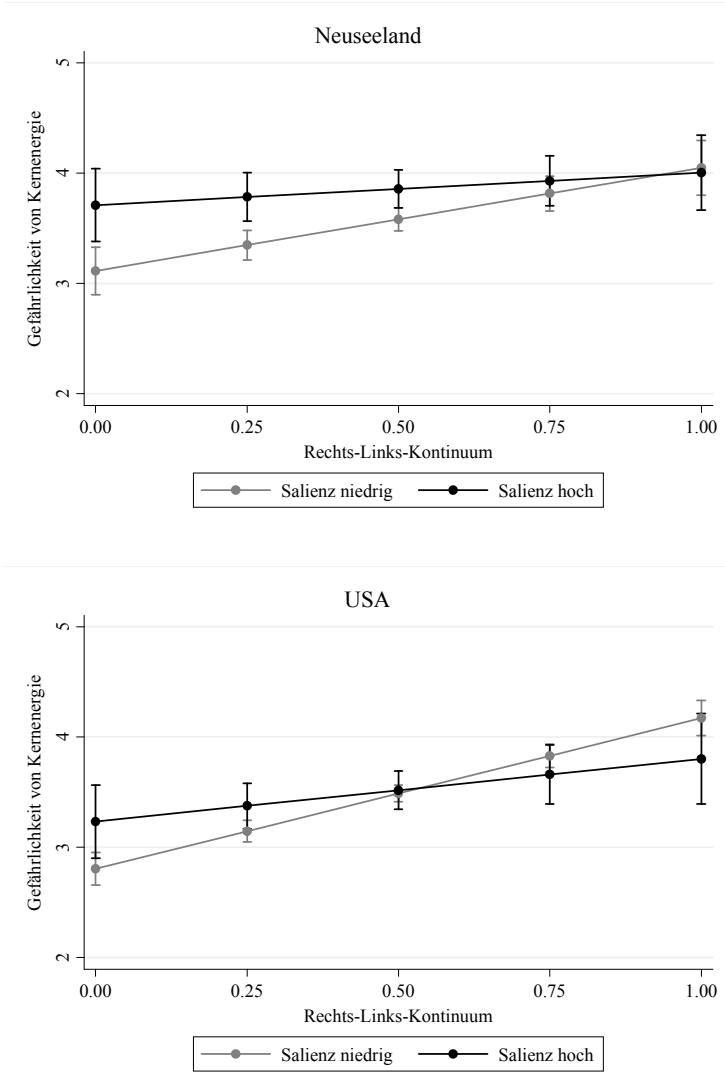 Neuseeland
Gefährlichkeit von Kernenergie
5
4
3
2
0.00 0.25 0.50 0.75 1.00
Rechts-Links-Kontinuum
Salienz niedrig Salienz hoch
USA
Gefährlichkeit von Kernenergie
5
4
3
2
0.00 0.25 0.50 0.75 1.00
Rechts-Links-Kontinuum
Salienz niedrig Salienz hoch